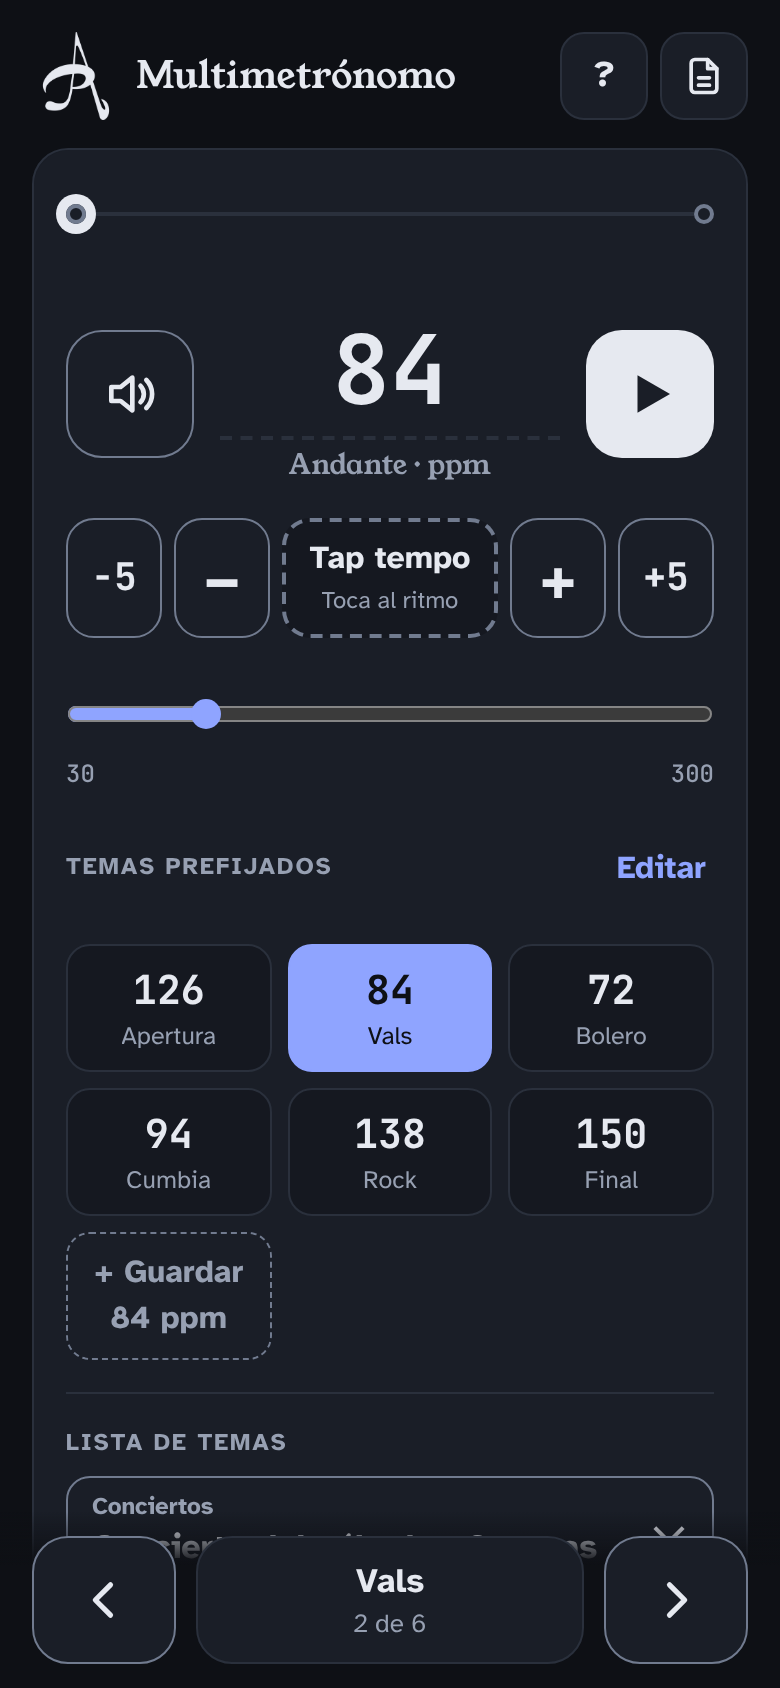 Multimetrónomo
?
84
Andante · ppm
-5
−
Tap tempo
Toca al ritmo
+
+5
30
300
TEMAS PREFIJADOS
Editar
126
Apertura
84
Vals
72
Bolero
94
Cumbia
138
Rock
150
Final
+ Guardar
84 ppm
LISTA DE TEMAS
Conciertos
Vals
2 de 6